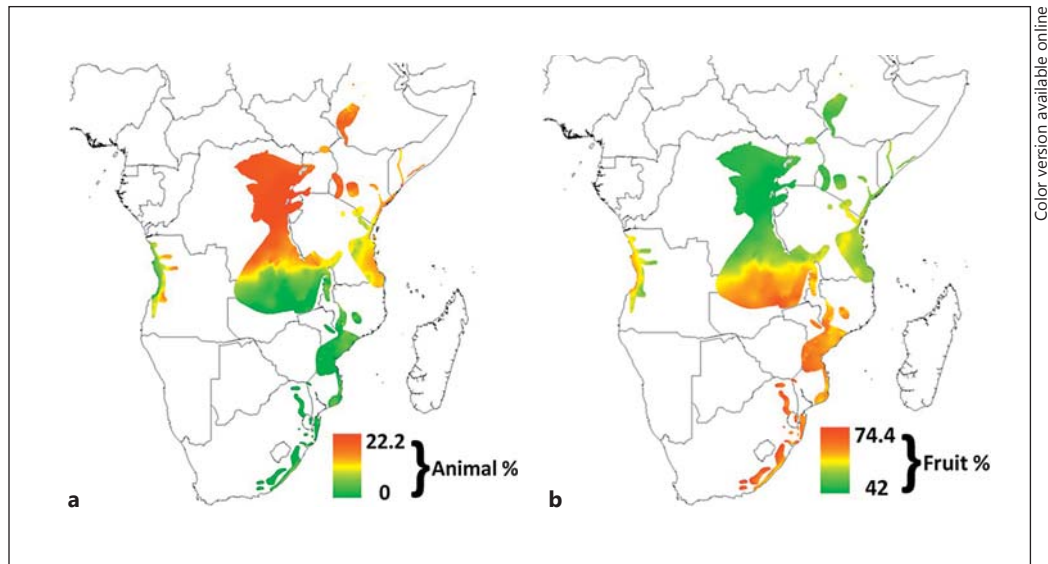 Color version available online
22.2
0
Animal %
a
74.4
42
Fruit %
b